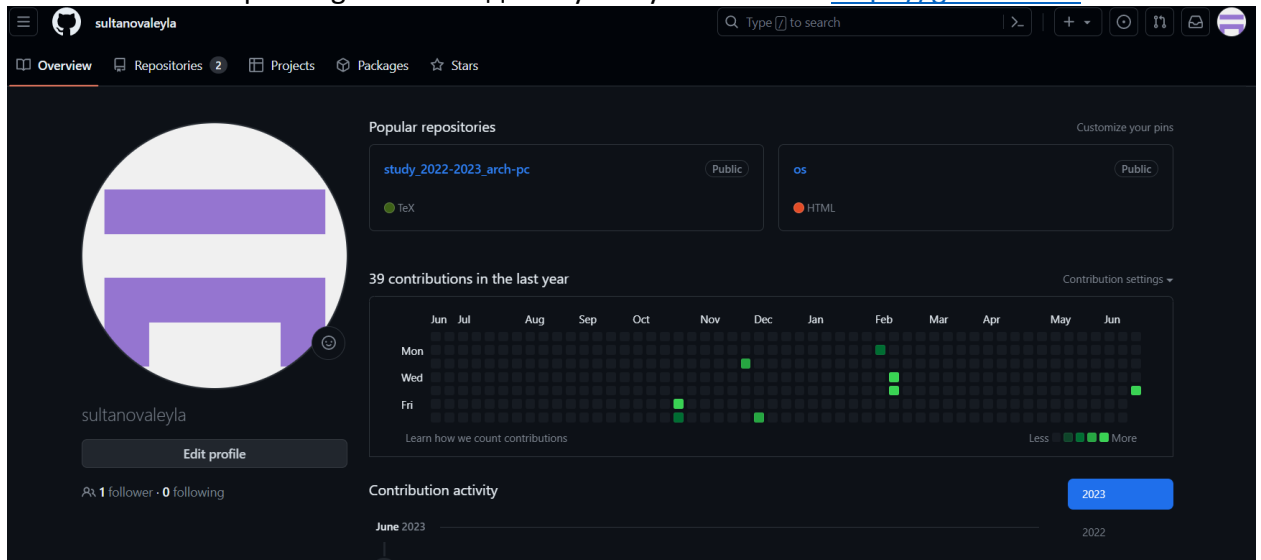 sultanovaleyla
Type / to search
Overview
Repositories 2
Projects
Packages
Stars
Popular repositories
Customize your pins
study_2022-2023_arch-pc
Public
TeX
os
Public
HTML
39 contributions in the last year
Contribution settings
Jun Jul Aug Sep Oct Nov Dec Jan Feb Mar Apr May Jun
Mon
Wed
Fri
Learn how we count contributions
Less More
sultanovaleyla
Edit profile
1 follower · 0 following
Contribution activity
2023
June 2023
2022